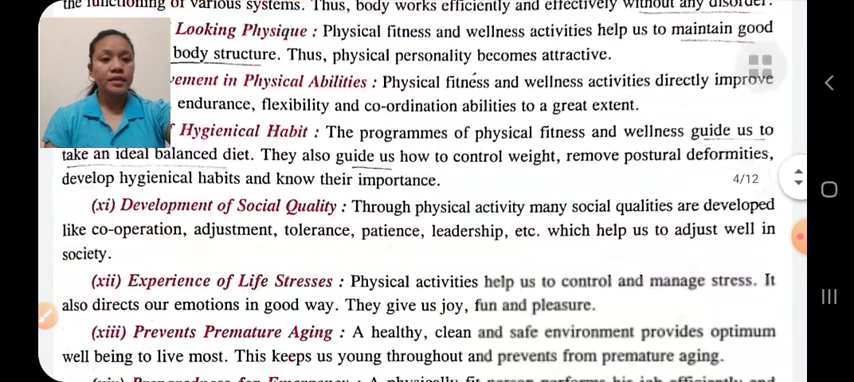 the functioning of various systems. Thus, body works efficiently and effectively without any disorder.
Looking Physique : Physical fitness and wellness activities help us to maintain good
body structure. Thus, physical personality becomes attractive.
ement in Physical Abilities : Physical fitness and wellness activities directly improve
endurance, flexibility and co-ordination abilities to a great extent.
Hygienical Habit : The programmes of physical fitness and wellness guide us to
take an ideal balanced diet. They also guide us how to control weight, remove postural deformities,
develop hygienical habits and know their importance.
4/12
(xi) Development of Social Quality : Through physical activity many social qualities are developed
like co-operation, adjustment, tolerance, patience, leadership, etc. which help us to adjust well in
society.
(xii) Experience of Life Stresses : Physical activities help us to control and manage stress. It
also directs our emotions in good way. They give us joy, fun and pleasure.
(xiii) Prevents Premature Aging : A healthy, clean and safe environment provides optimum
well being to live most. This keeps us young throughout and prevents from premature aging.